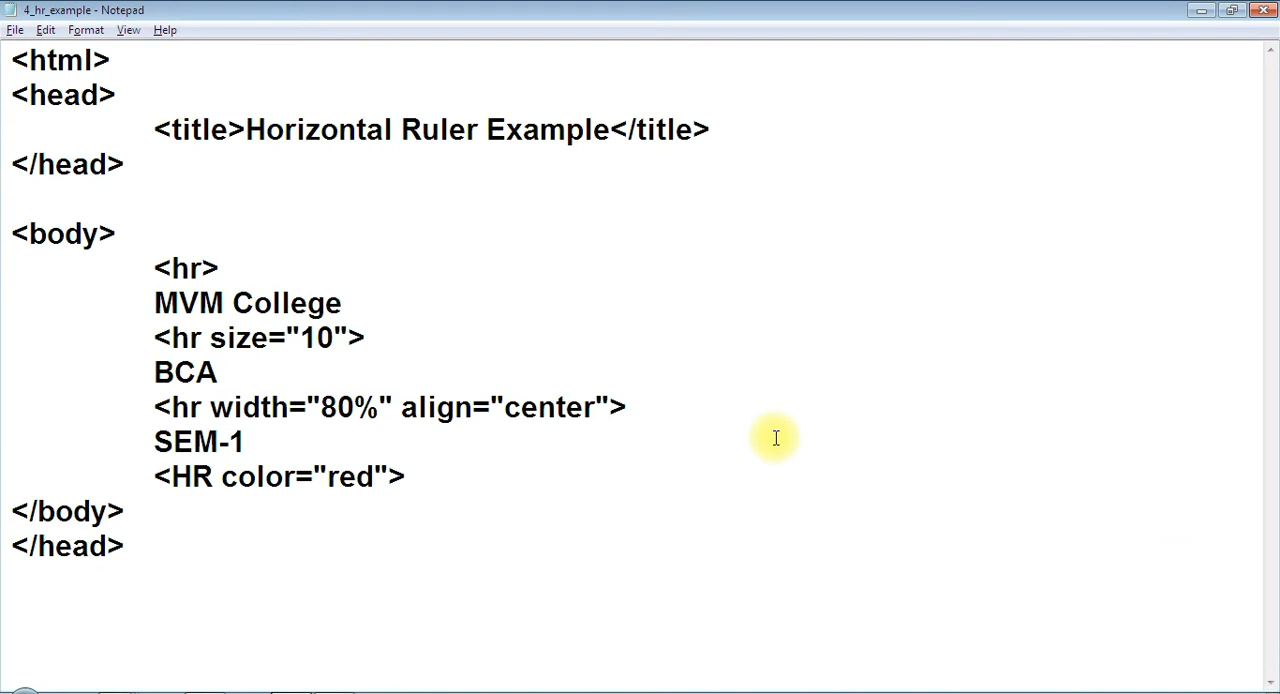 4_hr_example - Notepad
File Edit Format View Help
<html>
<head>
<title>Horizontal Ruler Example</title>
</head>
<body>
<hr>
MVM College
<hr size="10">
BCA
<hr width="80%" align="center">
SEM-1
<HR color="red">
</body>
</head>